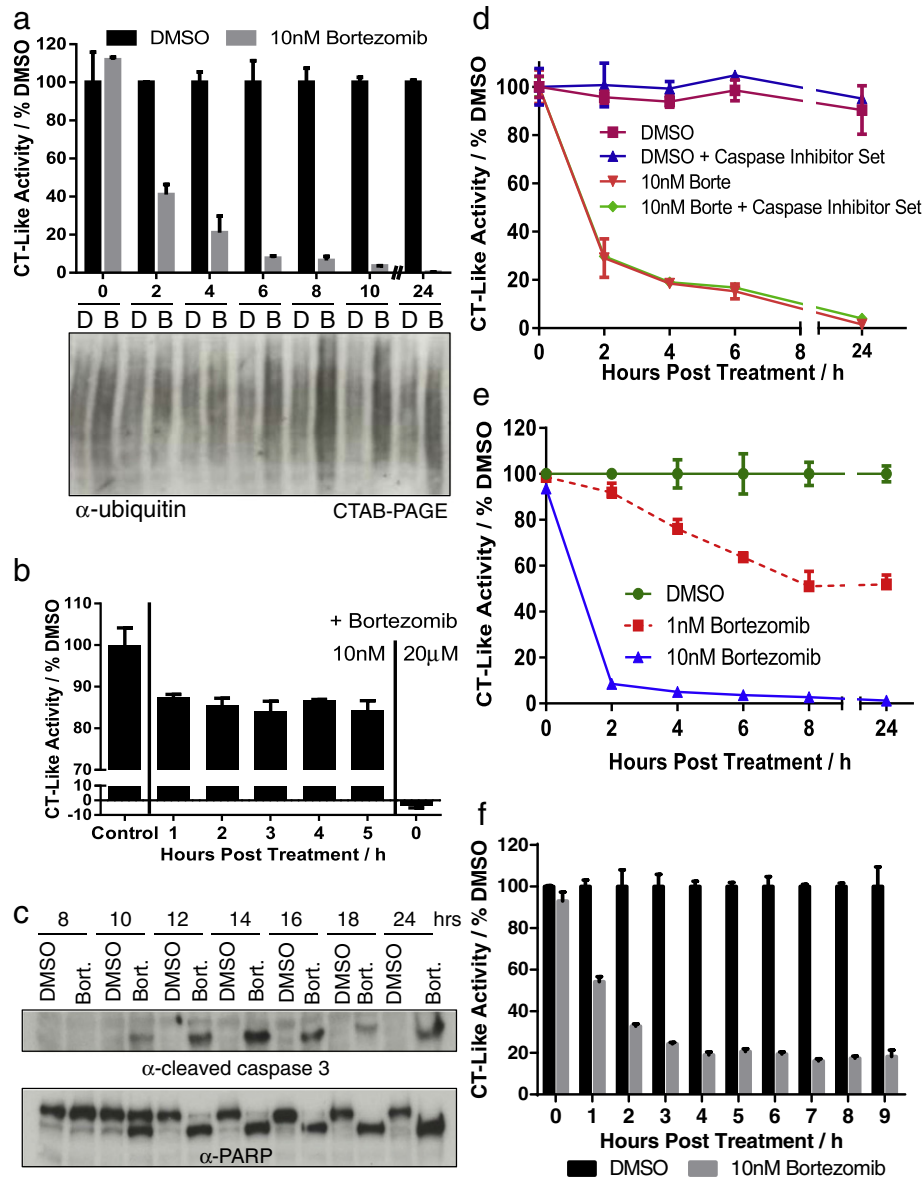 a
DMSO 10nM Bortezomib
CT-Like Activity / % DMSO
120
100
80
60
40
20
0
0 2 4 6 8 10 24
D B D B D B D B D B D B D B
α-ubiquitin CTAB-PAGE
b
CT-Like Activity / % DMSO
110
100
90
80
70
10
0
-10
+ Bortezomib
10nM 20µM
Control 1 2 3 4 5 0
Hours Post Treatment / h
c
8 10 12 14 16 18 24 hrs
DMSO Bort. DMSO Bort. DMSO Bort. DMSO Bort. DMSO Bort. DMSO Bort. DMSO Bort.
α-cleaved caspase 3
α-PARP
d
CT-Like Activity / % DMSO
120
100
80
60
40
20
0
DMSO
DMSO + Caspase Inhibitor Set
10nM Borte
10nM Borte + Caspase Inhibitor Set
0 2 4 6 8 24
Hours Post Treatment / h
e
CT-Like Activity / % DMSO
120
100
80
60
40
20
0
DMSO
1nM Bortezomib
10nM Bortezomib
0 2 4 6 8 24
Hours Post Treatment / h
f
CT-Like Activity / % DMSO
120
100
80
60
40
20
0
0 1 2 3 4 5 6 7 8 9
Hours Post Treatment / h
DMSO 10nM Bortezomib